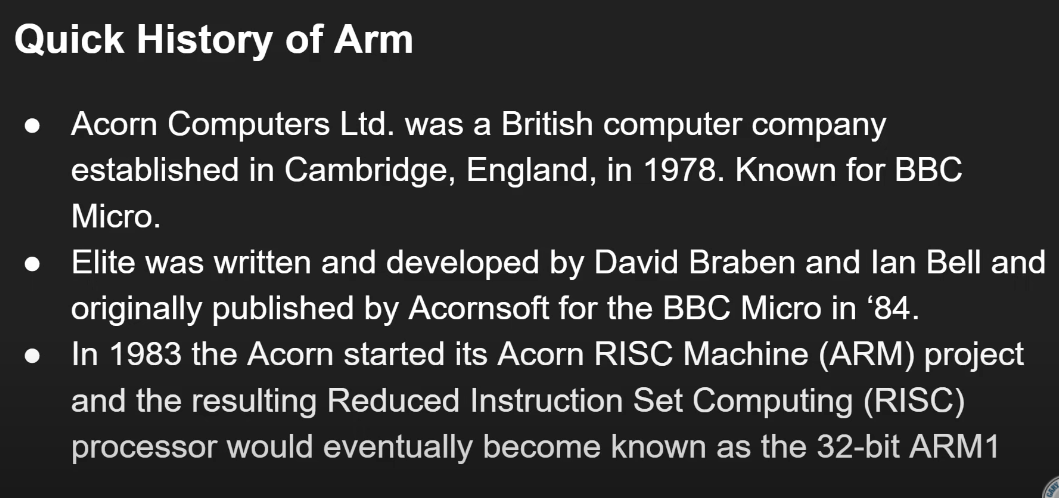 Quick History of Arm
● Acorn Computers Ltd. was a British computer company
established in Cambridge, England, in 1978. Known for BBC
Micro.
● Elite was written and developed by David Braben and Ian Bell and
originally published by Acornsoft for the BBC Micro in ‘84.
● In 1983 the Acorn started its Acorn RISC Machine (ARM) project
and the resulting Reduced Instruction Set Computing (RISC)
processor would eventually become known as the 32-bit ARM1